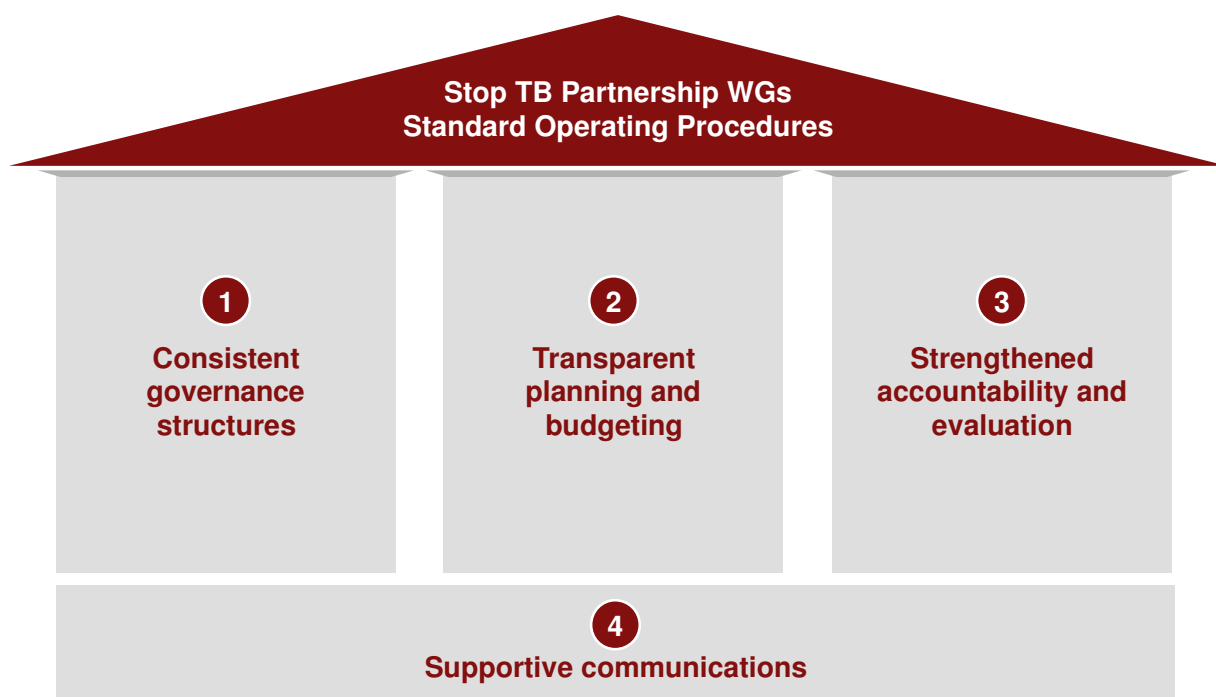 Stop TB Partnership WGs
Standard Operating Procedures
1
Consistent
governance
structures
2
Transparent
planning and
budgeting
3
Strengthened
accountability and
evaluation
4
Supportive communications